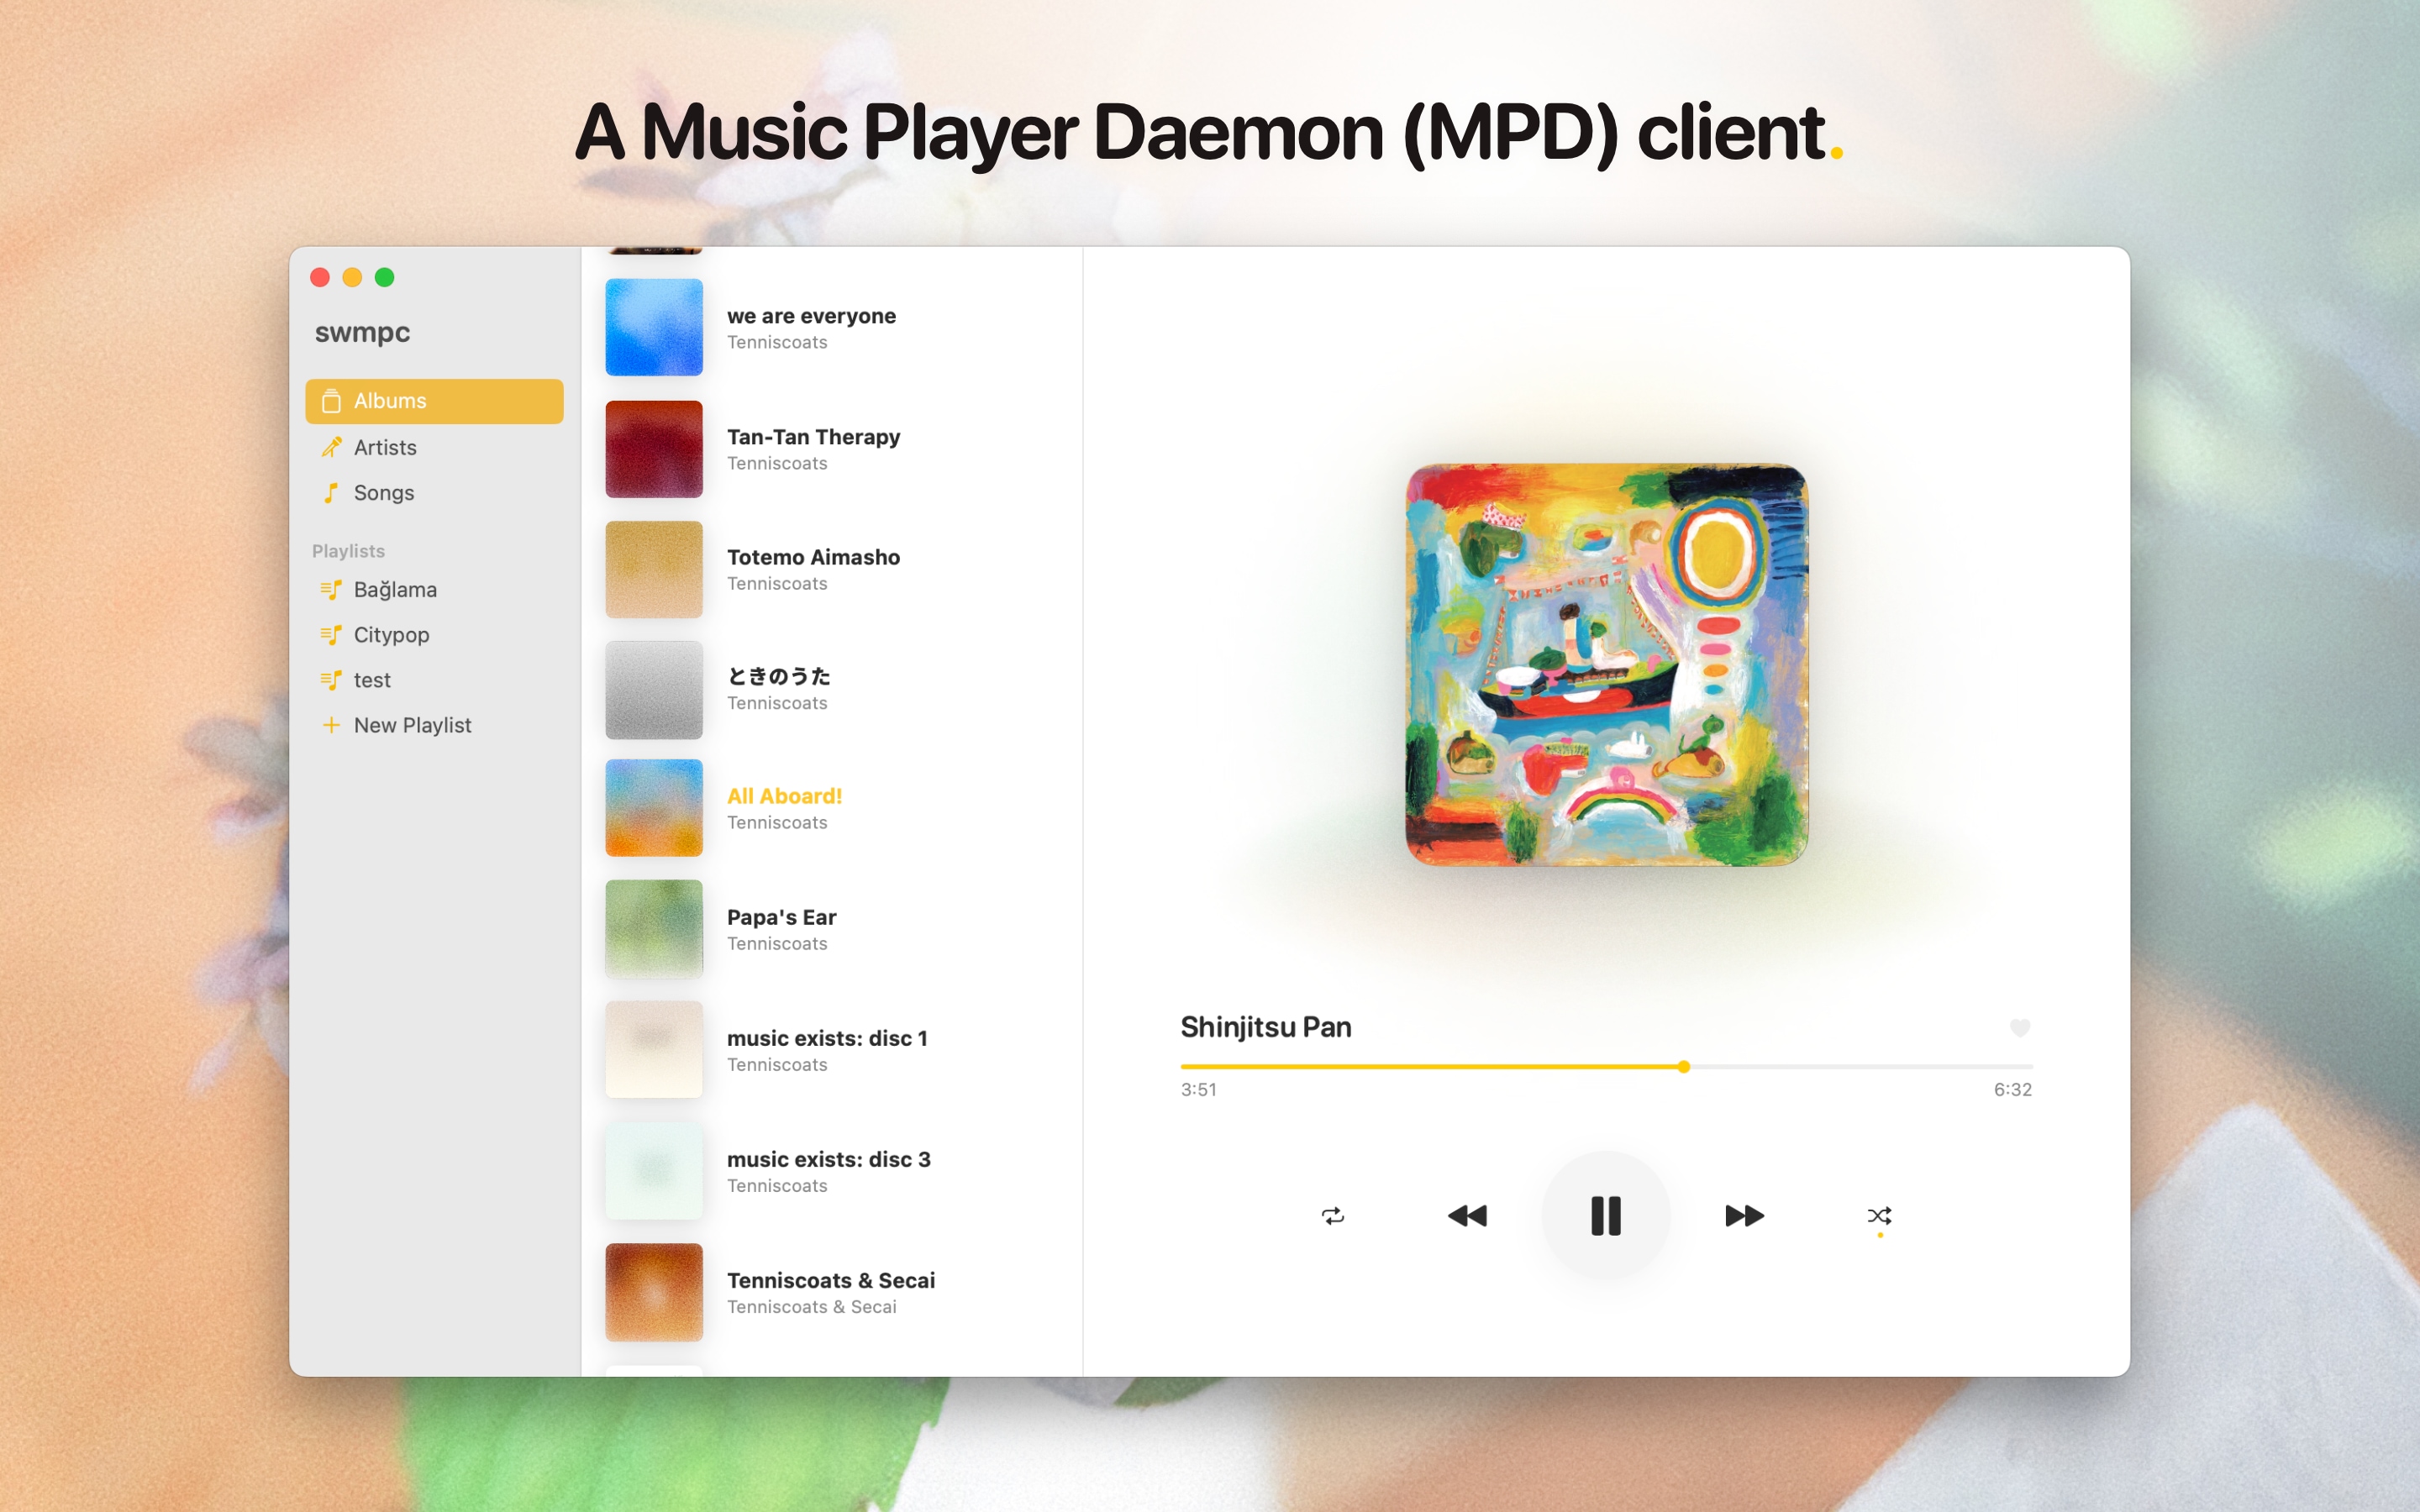 A Music Player Daemon (MPD) client.
swmpc
Albums
Artists
Songs
Playlists
Bağlama
Citypop
test
New Playlist
we are everyone
Tenniscoats
Tan-Tan Therapy
Tenniscoats
Totemo Aimasho
Tenniscoats
ときのうた
Tenniscoats
All Aboard!
Tenniscoats
Papa's Ear
Tenniscoats
music exists: disc 1
Tenniscoats
music exists: disc 3
Tenniscoats
Tenniscoats & Secai
Tenniscoats & Secai
Shinjitsu Pan
3:51 6:32